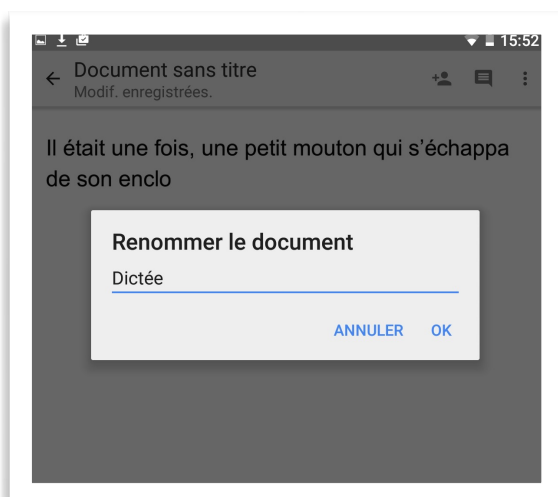 15:52
Document sans titre
Modif. enregistrées.
Il était une fois, une petit mouton qui s'échappa
de son enclo
Renommer le document
Dictée
ANNULER OK